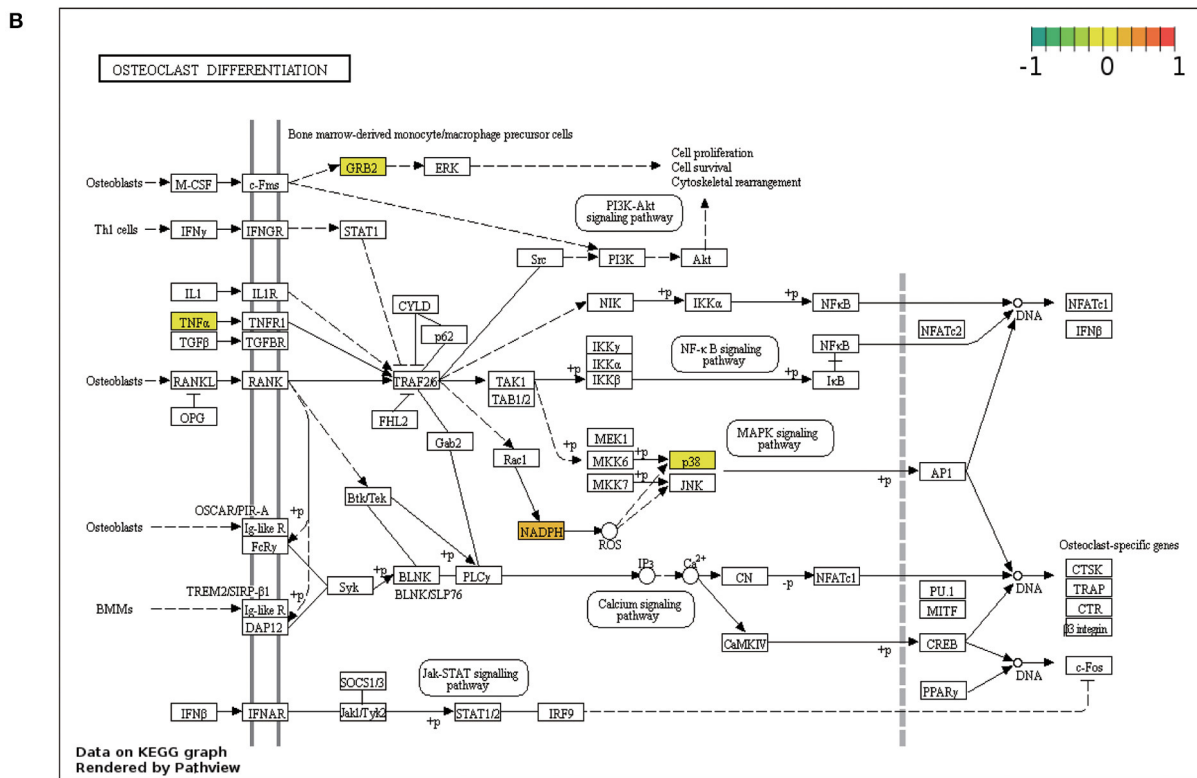 B
-1 0 1
OSTEOCLAST DIFFERENTIATION
Bone marrow-derived monocyte/macrophage precursor cells
GRB2
ERK
Cell proliferation
Cell survival
Cytoskeletal rearrangement
Osteoblasts
M-CSF
c-Fms
PI3K-Akt
signaling pathway
Th1 cells
IFNγ
IFNGR
STAT1
Src
PI3K
Akt
IL1
IL1R
CYLD
p62
NIK
+p
IKKα
+p
NFκB
DNA
NFATc1
IFNβ
TNFα
TNFR1
TGFβ
TGFBR
NFATc2
IKKγ
IKKα
IKKβ
NF-κB signaling
pathway
NFκB
IκB
Osteoblasts
RANKL
RANK
TRAF2/6
TAK1
TAB1/2
+p
+p
OPG
FHL2
Gab2
Rac1
+p
MEK1
MKK6
+p
p38
MKK7
+p
JNK
MAPK signaling
pathway
+p
AP1
Btk/Tek
OSCAR/PIR-A
+p
Osteoblasts
Ig-like R
FcRγ
NADPH
ROS
Osteoclast-specific genes
CTSK
TRAP
CTR
β3 integrin
Syk
+p
BLNK
BLNK/SLP76
+p
PLCγ
IP3
Ca2+
CN
-p
NFATc1
DNA
PU.1
MITF
TREM2/SIRP-β1
+p
BMMs
Ig-like R
DAP12
Calcium signaling
pathway
CaMKIV
+p
CREB
DNA
c-Fos
PPARγ
SOCS1/3
Jak-STAT signalling
pathway
IFNβ
IFNAR
Jak1/Tyk2
+p
STAT1/2
IRF9
Data on KEGG graph
Rendered by Pathview